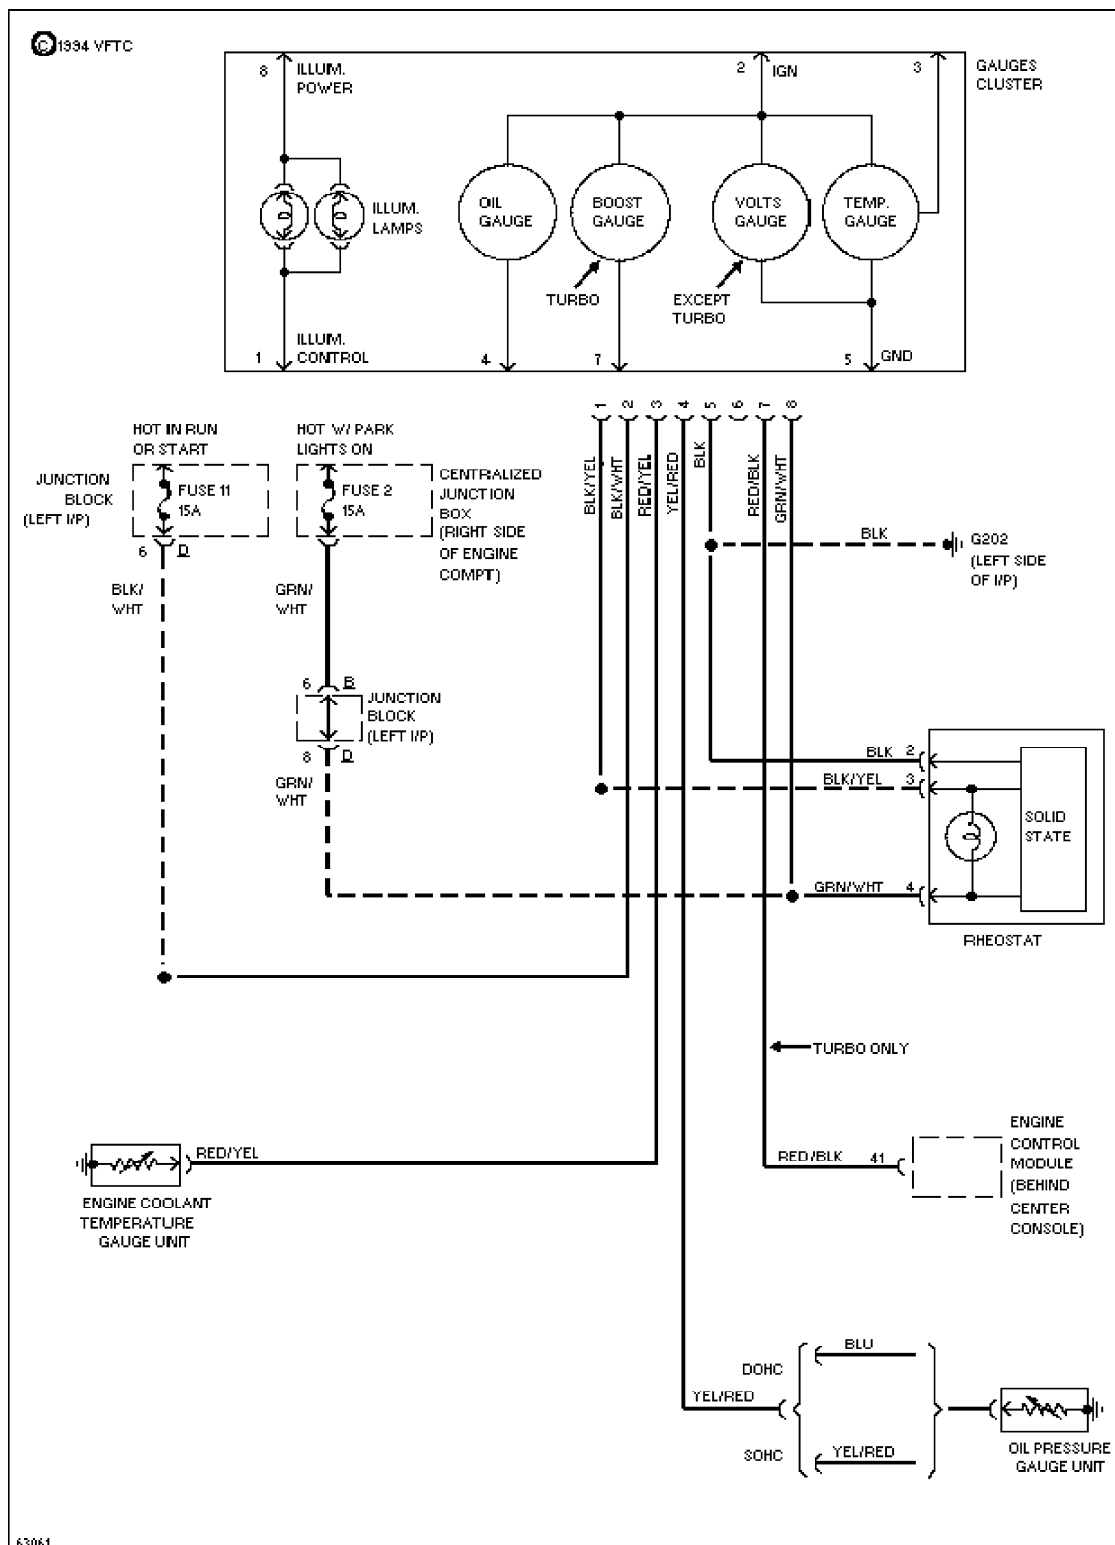 © 1994 VFTC
8 ILLUM.
POWER
2 IGN
3
GAUGES
CLUSTER
ILLUM.
LAMPS
OIL
GAUGE
BOOST
GAUGE
VOLTS
GAUGE
TEMP.
GAUGE
TURBO
EXCEPT
TURBO
1 ILLUM.
CONTROL
4
7
5 GND
1 2 3 4 5 6 7 8
BLK/YEL
BLK/WHT
RED/YEL
YEL/RED
BLK
RED/BLK
GRN/WHT
HOT IN RUN
OR START
HOT W/ PARK
LIGHTS ON
JUNCTION
BLOCK
(LEFT I/P)
FUSE 11
15A
FUSE 2
15A
CENTRALIZED
JUNCTION
BOX
(RIGHT SIDE
OF ENGINE
COMPT)
6 D
BLK/
WHT
GRN/
WHT
BLK
G202
(LEFT SIDE
OF I/P)
6 B
JUNCTION
BLOCK
(LEFT I/P)
8 D
GRN/
WHT
BLK 2
BLK/YEL 3
GRN/WHT 4
SOLID
STATE
RHEOSTAT
TURBO ONLY
RED/YEL
ENGINE COOLANT
TEMPERATURE
GAUGE UNIT
RED/BLK 41
ENGINE
CONTROL
MODULE
(BEHIND
CENTER
CONSOLE)
YEL/RED
DOHC
BLU
SOHC
YEL/RED
OIL PRESSURE
GAUGE UNIT
63061